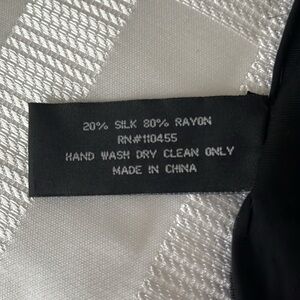 20% SILK 80% RAYON
RN#110455
HAND WASH DRY CLEAN ONLY
MADE IN CHINA